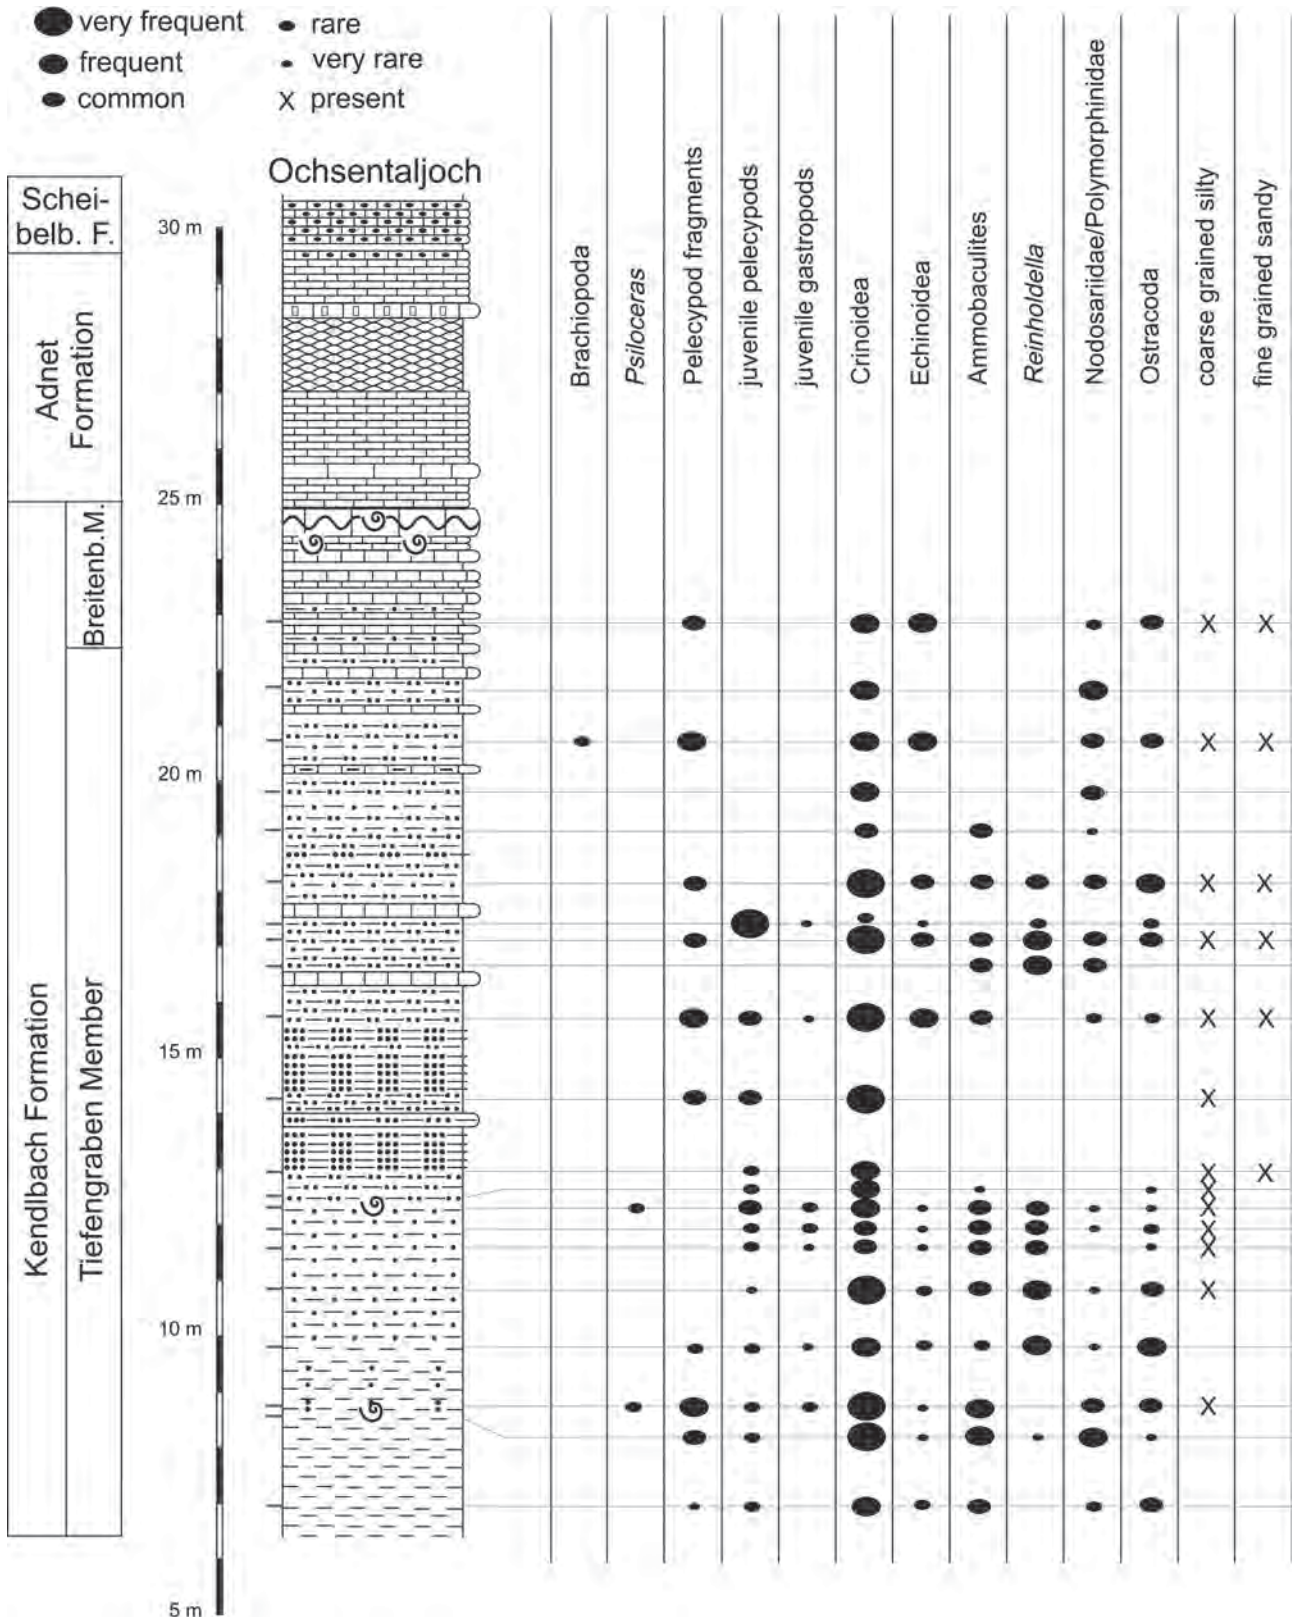 very frequent
frequent
common
rare
very rare
X present
Ochsentaljoch
Schei-
belb. F.
Adnet
Formation
Breitenb.M.
Kendlbach Formation
Tiefengraben Member
30 m
25 m
20 m
15 m
10 m
5 m
Brachiopoda
Psiloceras
Pelecypod fragments
juvenile pelecypods
juvenile gastropods
Crinoidea
Echinoidea
Ammobaculites
Reinholdella
Nodosariidae/Polymorphinidae
Ostracoda
coarse grained silty
fine grained sandy
X X
X X
X X
X X
X X
X
X X
X
X
X
X
X
X